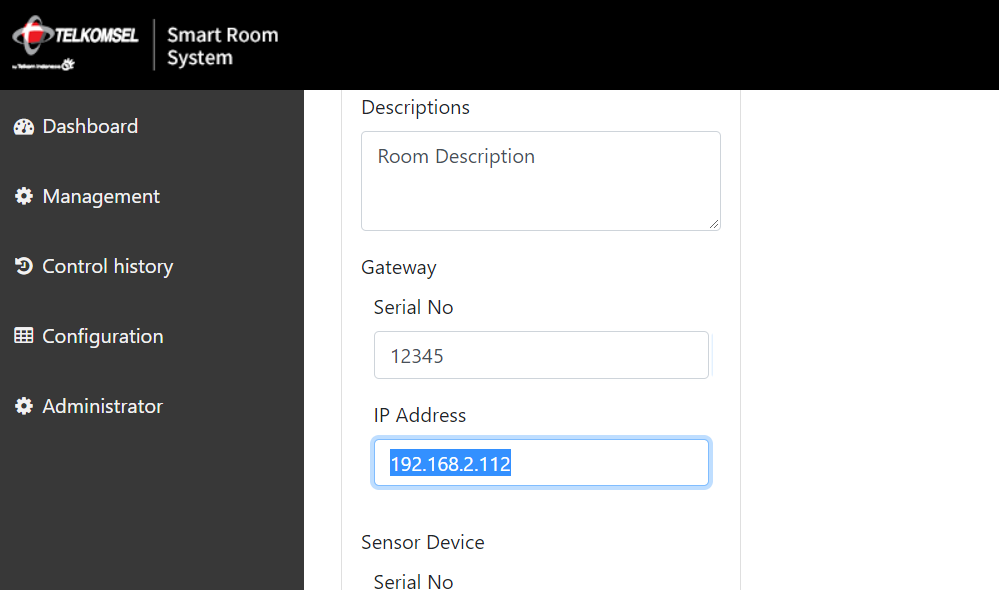 TELKOMSEL
by Telkom Indonesia
Smart Room
System
Dashboard
Management
Control history
Configuration
Administrator
Descriptions
Room Description
Gateway
Serial No
12345
IP Address
192.168.2.112
Sensor Device
Serial No